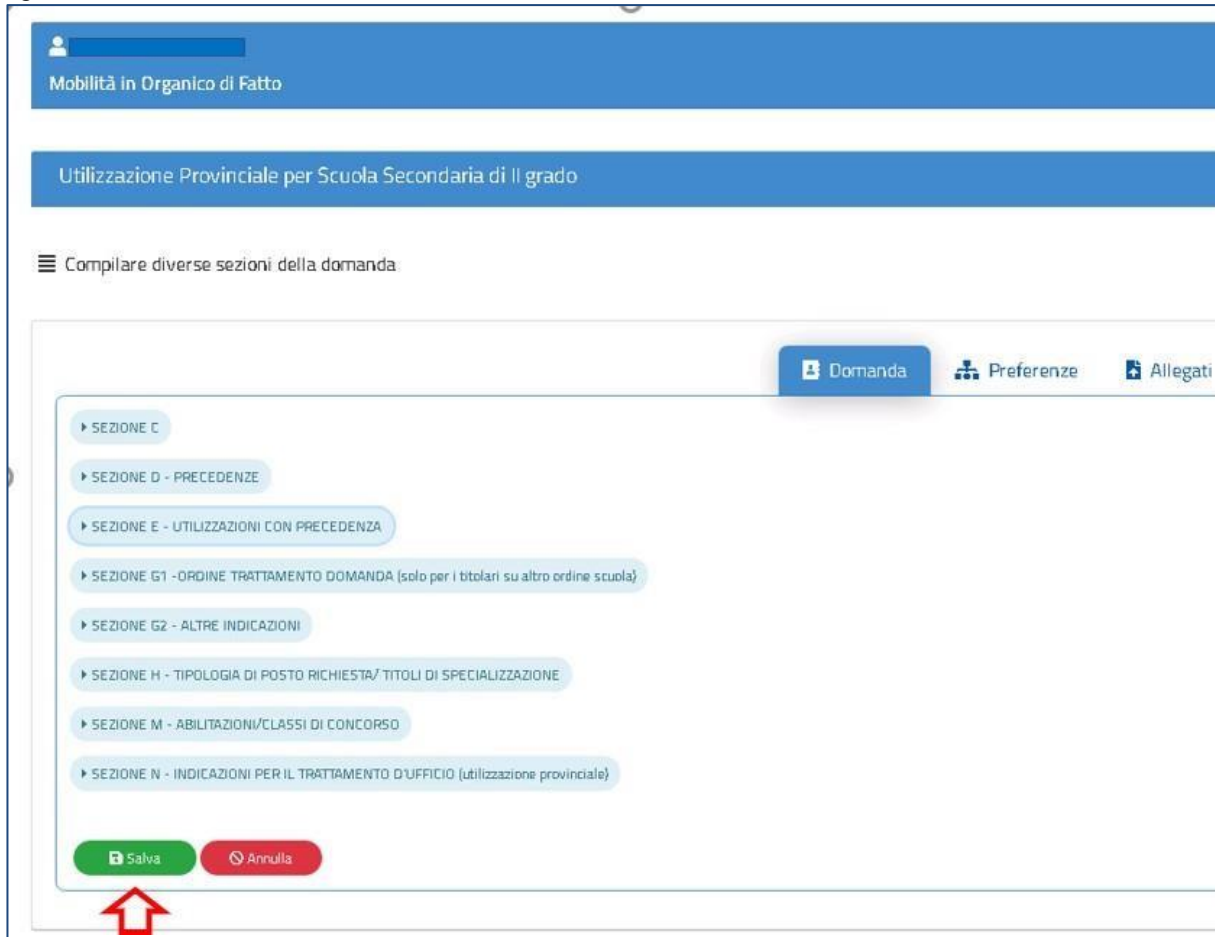 Mobilità in Organico di Fatto
Utilizzazione Provinciale per Scuola Secondaria di II grado
Compilare diverse sezioni della domanda
Domanda
Preferenze
Allegati
SEZIONE C
SEZIONE D - PRECEDENZE
SEZIONE E - UTILIZZAZIONI CON PRECEDENZA
SEZIONE G1 -ORDINE TRATTAMENTO DOMANDA (solo per i titolari su altro ordine scuola)
SEZIONE G2 - ALTRE INDICAZIONI
SEZIONE H - TIPOLOGIA DI POSTO RICHIESTA/ TITOLI DI SPECIALIZZAZIONE
SEZIONE M - ABILITAZIONI/CLASSI DI CONCORSO
SEZIONE N - INDICAZIONI PER IL TRATTAMENTO D'UFFICIO (utilizzazione provinciale)
Salva
Annulla